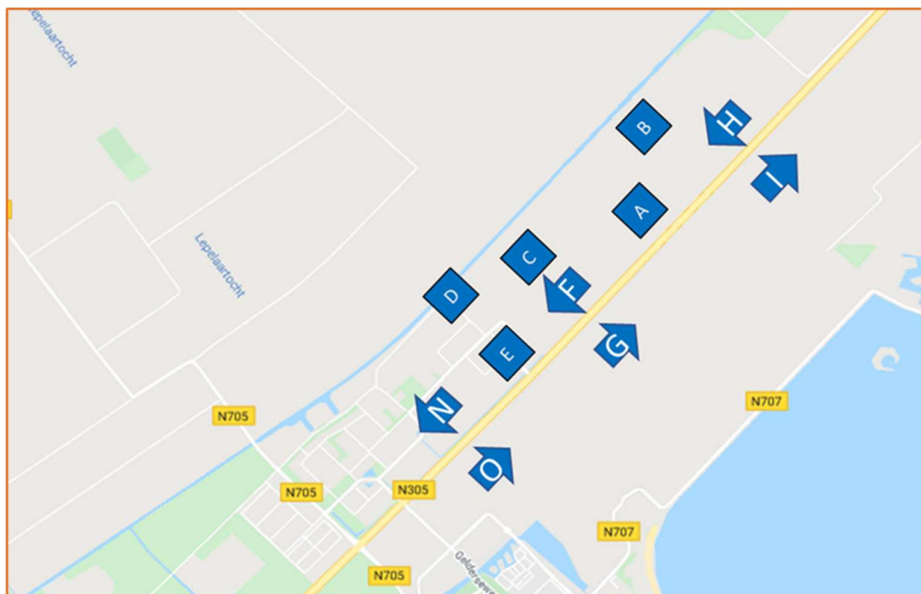 Lepelaartocht
B
H
I
A
Lepelaartocht
C
F
D
G
E
N707
N
N705
O
N705
N305
N707
Gelderse
N705